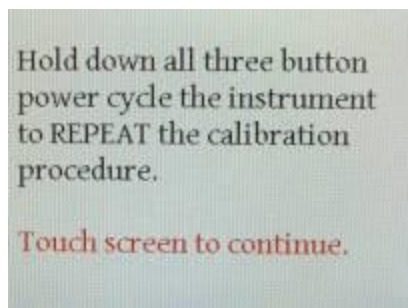 Hold down all three button
power cycle the instrument
to REPEAT the calibration
procedure.
Touch screen to continue.